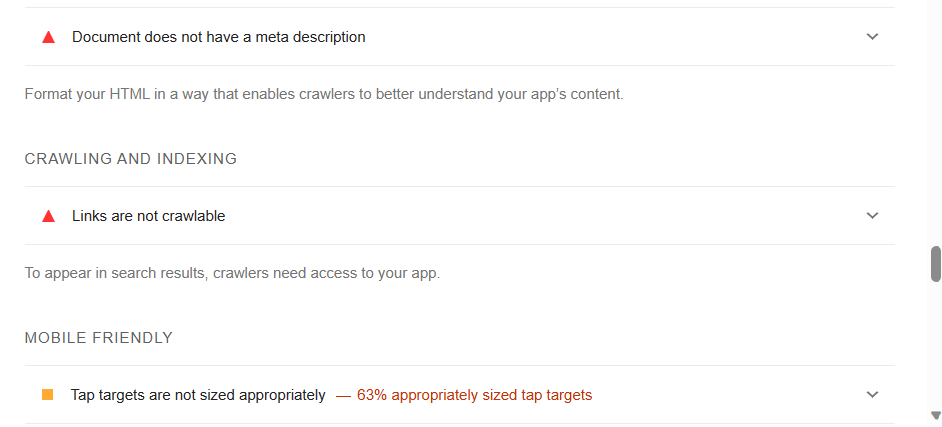 Document does not have a meta description
Format your HTML in a way that enables crawlers to better understand your app’s content.
CRAWLING AND INDEXING
Links are not crawlable
To appear in search results, crawlers need access to your app.
MOBILE FRIENDLY
Tap targets are not sized appropriately — 63% appropriately sized tap targets